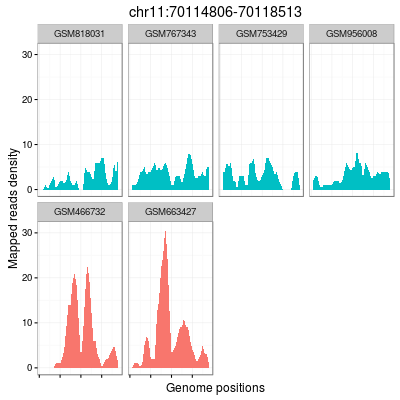 chr11:70114806-70118513
GSM818031 GSM767343 GSM753429 GSM956008
30
20
10
0
Mapped reads density
GSM466732 GSM663427
30
20
10
0
Genome positions